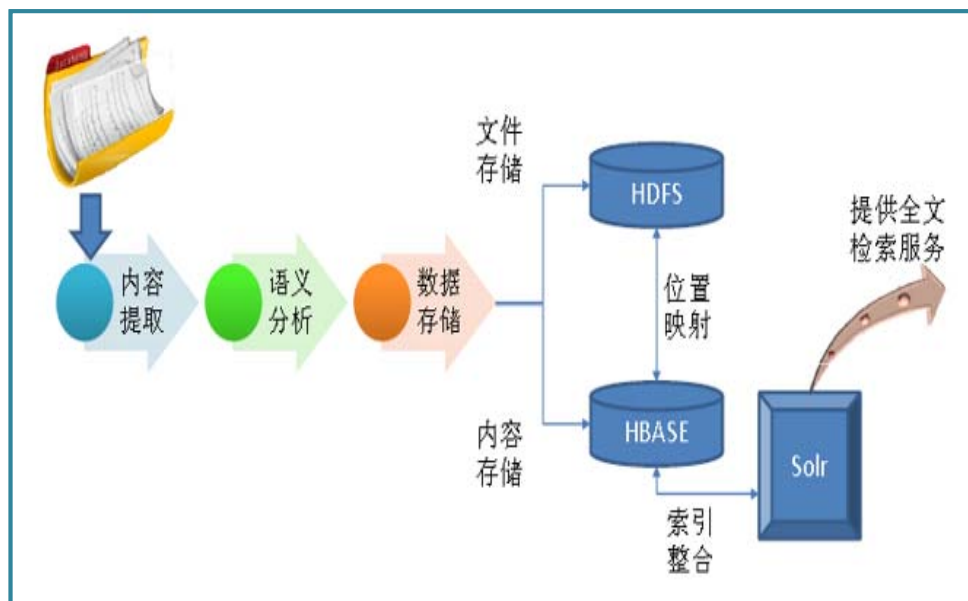 文件
存储
HDFS
提供全文
检索服务
内容
提取
语义
分析
数据
存储
位置
映射
内容
存储
HBASE
Solr
索引
整合